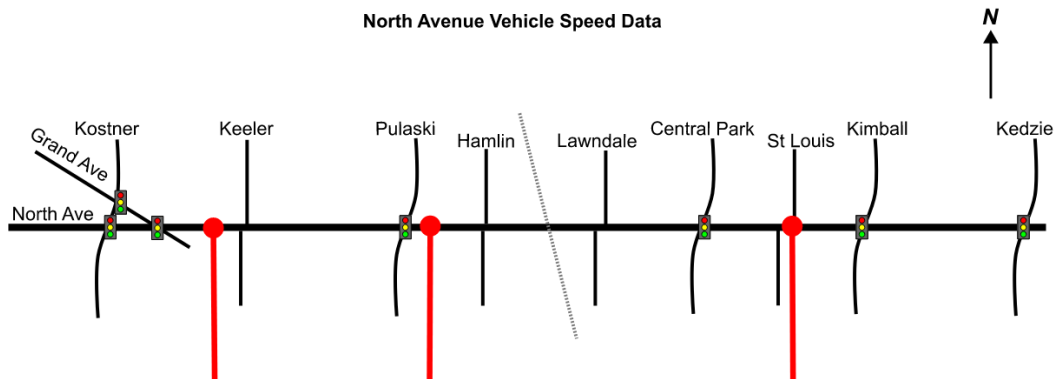 North Avenue Vehicle Speed Data
N
Kostner
Keeler
Pulaski
Hamlin
Lawndale
Central Park
St Louis
Kimball
Kedzie
Grand Ave
North Ave